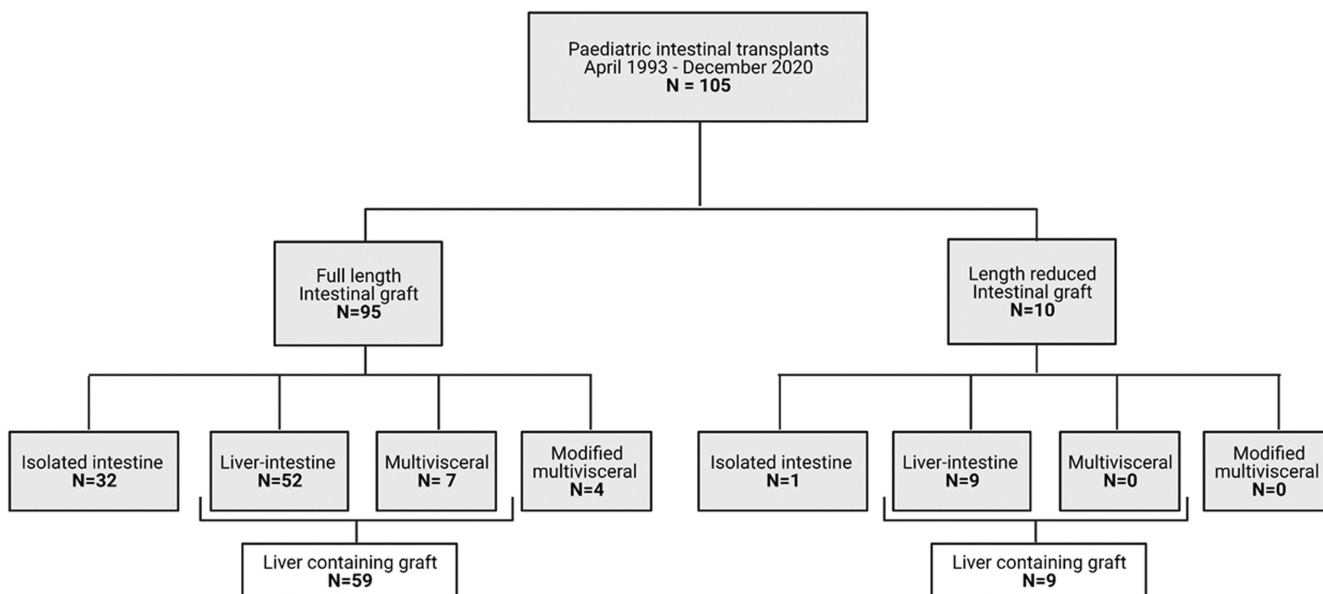 Paediatric intestinal transplants
April 1993 - December 2020
N = 105
Full length
Intestinal graft
N=95
Length reduced
Intestinal graft
N=10
Isolated intestine
N=32
Liver-intestine
N=52
Multivisceral
N= 7
Modified
multivisceral
N=4
Isolated intestine
N=1
Liver-intestine
N=9
Multivisceral
N=0
Modified
multivisceral
N=0
Liver containing graft
N=59
Liver containing graft
N=9